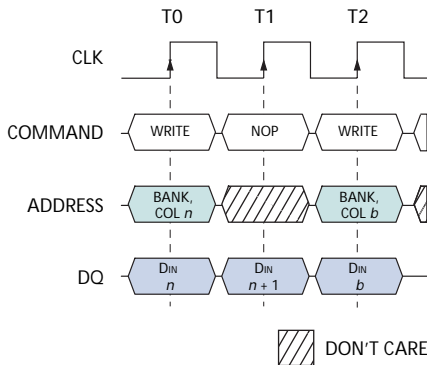 T0 T1 T2
CLK
COMMAND WRITE NOP WRITE
ADDRESS BANK, COL n BANK, COL b
DQ DIN n DIN n + 1 DIN b
DON'T CARE